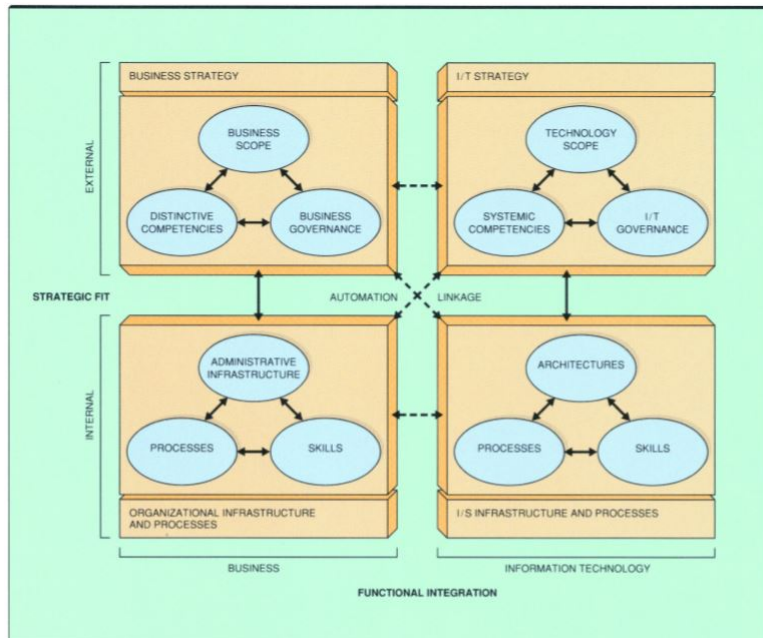 BUSINESS STRATEGY
BUSINESS
SCOPE
DISTINCTIVE
COMPETENCIES
BUSINESS
GOVERNANCE
I/T STRATEGY
TECHNOLOGY
SCOPE
SYSTEMIC
COMPETENCIES
I/T
GOVERNANCE
EXTERNAL
STRATEGIC FIT
AUTOMATION
LINKAGE
INTERNAL
ADMINISTRATIVE
INFRASTRUCTURE
PROCESSES
SKILLS
ORGANIZATIONAL INFRASTRUCTURE
AND PROCESSES
ARCHITECTURES
PROCESSES
SKILLS
I/S INFRASTRUCTURE AND PROCESSES
BUSINESS
INFORMATION TECHNOLOGY
FUNCTIONAL INTEGRATION